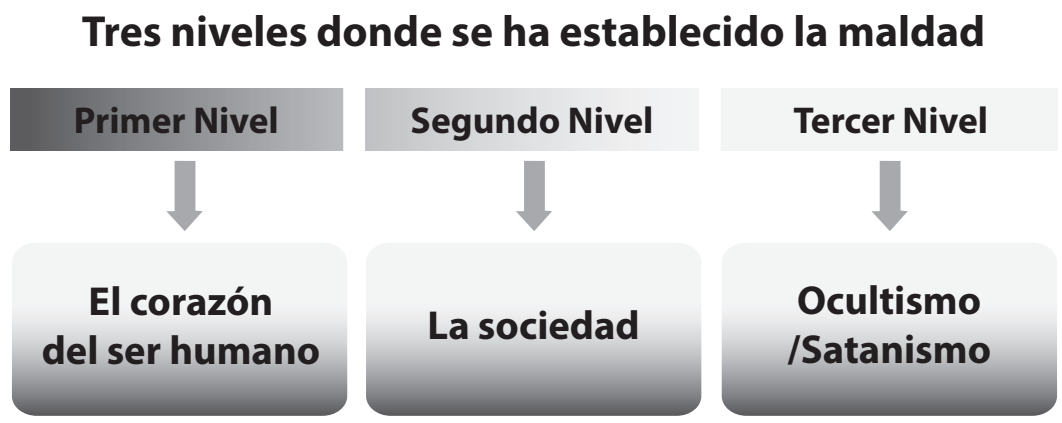 Tres niveles donde se ha establecido la maldad
Primer Nivel
Segundo Nivel
Tercer Nivel
El corazón
del ser humano
La sociedad
Ocultismo
/Satanismo